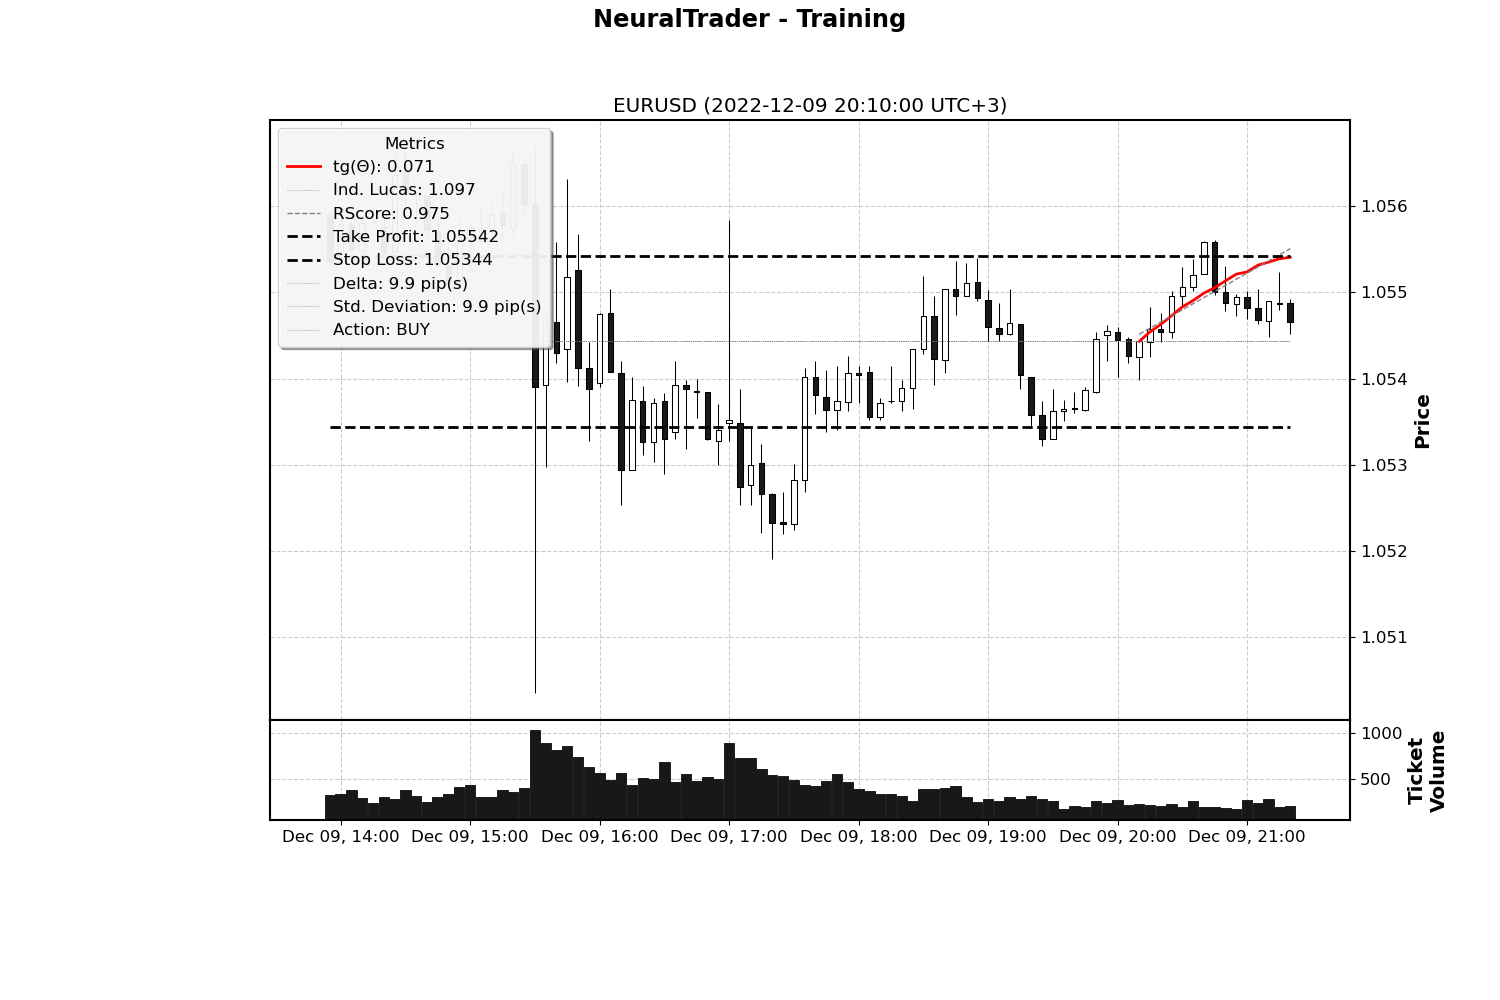 NeuralTrader - Training
EURUSD (2022-12-09 20:10:00 UTC+3)
Metrics
tg(Θ): 0.071
Ind. Lucas: 1.097
RScore: 0.975
Take Profit: 1.05542
Stop Loss: 1.05344
Delta: 9.9 pip(s)
Std. Deviation: 9.9 pip(s)
Action: BUY
1.056
1.055
1.054
1.053
1.052
1.051
Price
1000
500
Ticket
Volume
Dec 09, 14:00
Dec 09, 15:00
Dec 09, 16:00
Dec 09, 17:00
Dec 09, 18:00
Dec 09, 19:00
Dec 09, 20:00
Dec 09, 21:00